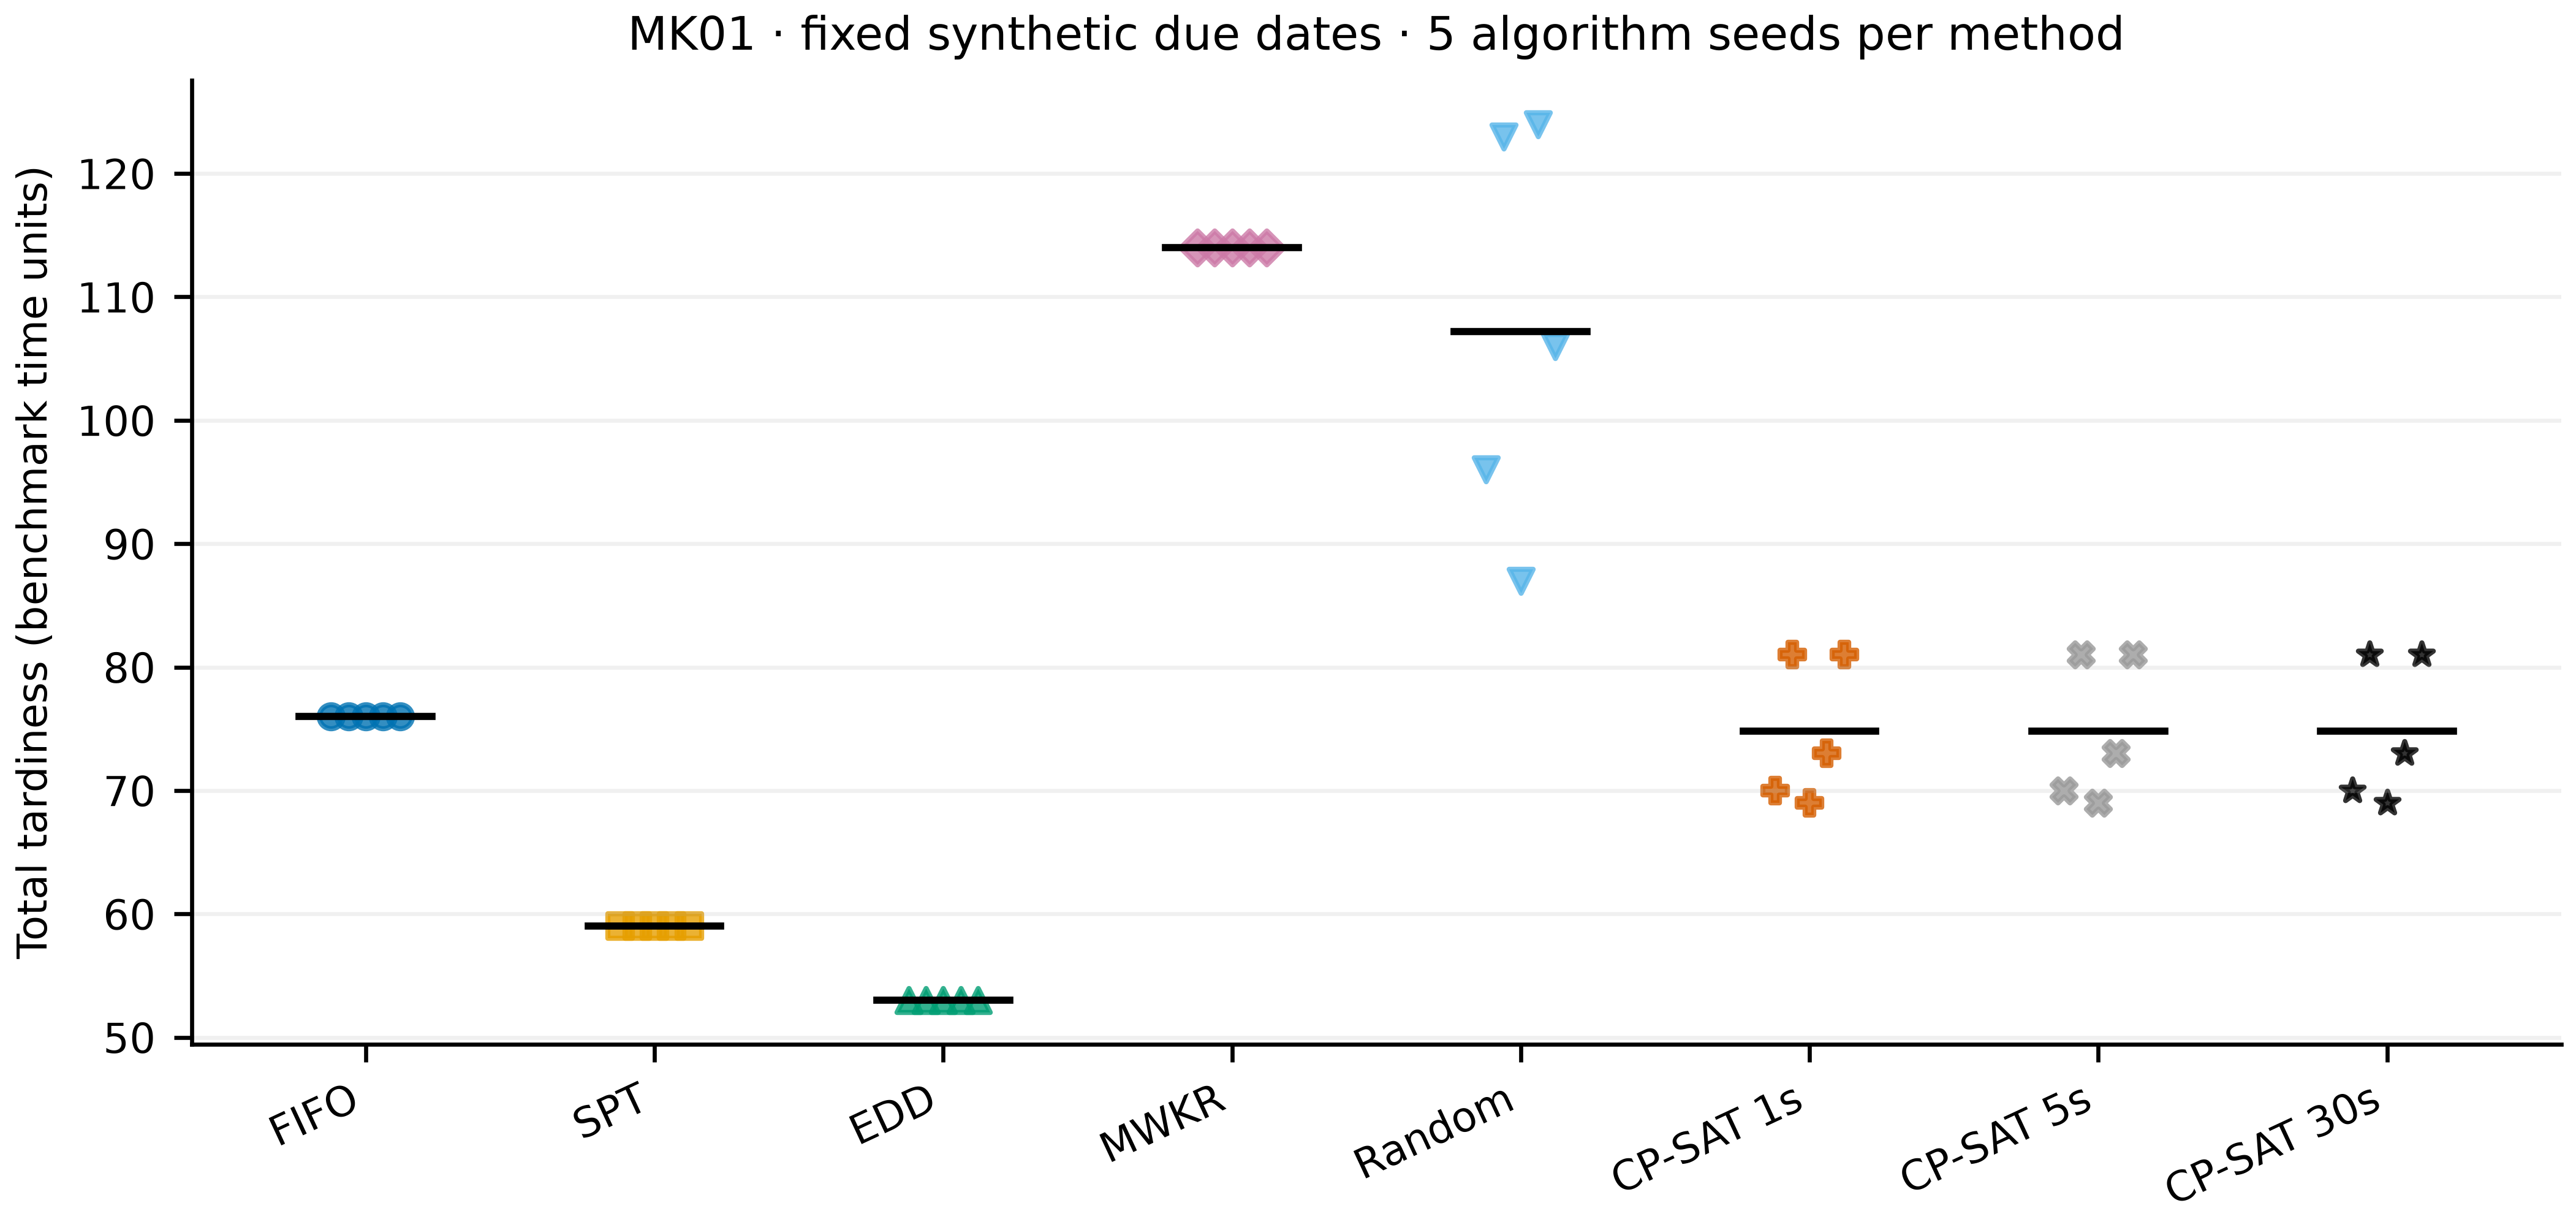 MK01 · fixed synthetic due dates · 5 algorithm seeds per method
Total tardiness (benchmark time units)
120
110
100
90
80
70
60
50
FIFO
SPT
EDD
MWKR
Random
CP-SAT 1s
CP-SAT 5s
CP-SAT 30s